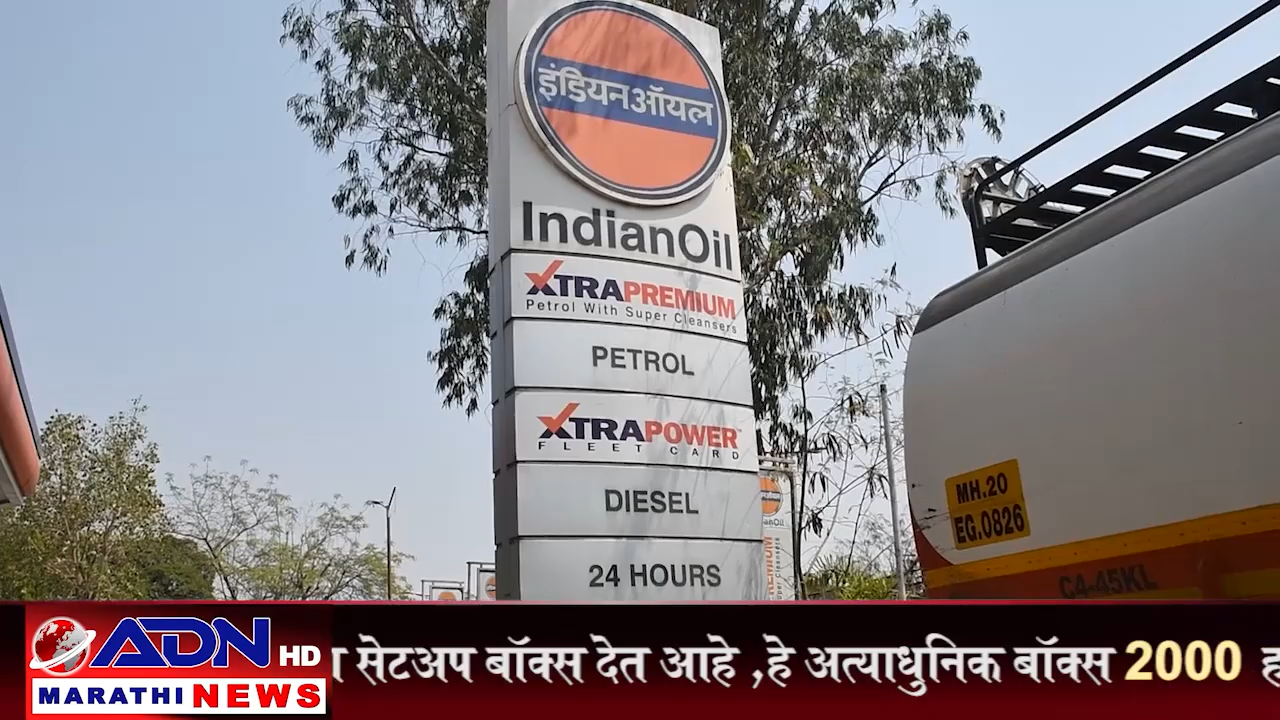 इंडियनऑयल
IndianOil
XTRAPREMIUM
Petrol With Super Cleansers
PETROL
XTRAPOWER
FLEET CARD
DIESEL
24 HOURS
MH.20
EG.0826
CA-45KL
ADN HD
MARATHI NEWS
सेटअप बॉक्स देत आहे ,हे अत्याधुनिक बॉक्स 2000